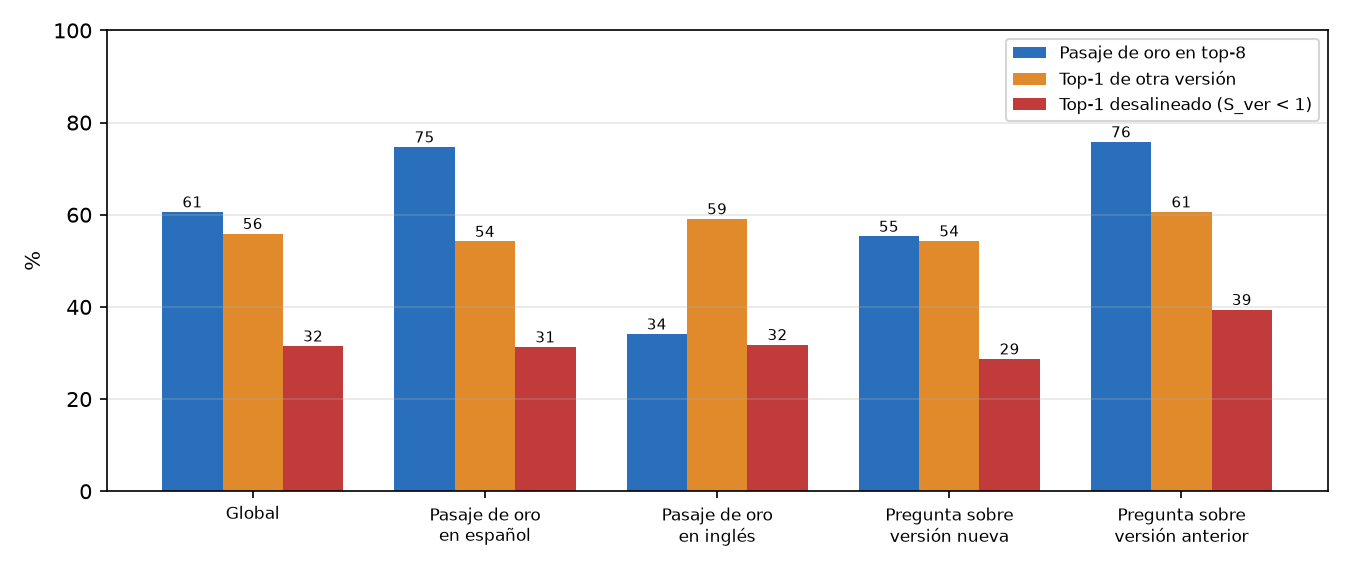 100
80
60
40
20
0
%
Pasaje de oro en top-8
Top-1 de otra versión
Top-1 desalineado (S_ver < 1)
61
56
32
75
54
31
34
59
32
55
54
29
76
61
39
Global
Pasaje de oro
en español
Pasaje de oro
en inglés
Pregunta sobre
versión nueva
Pregunta sobre
versión anterior